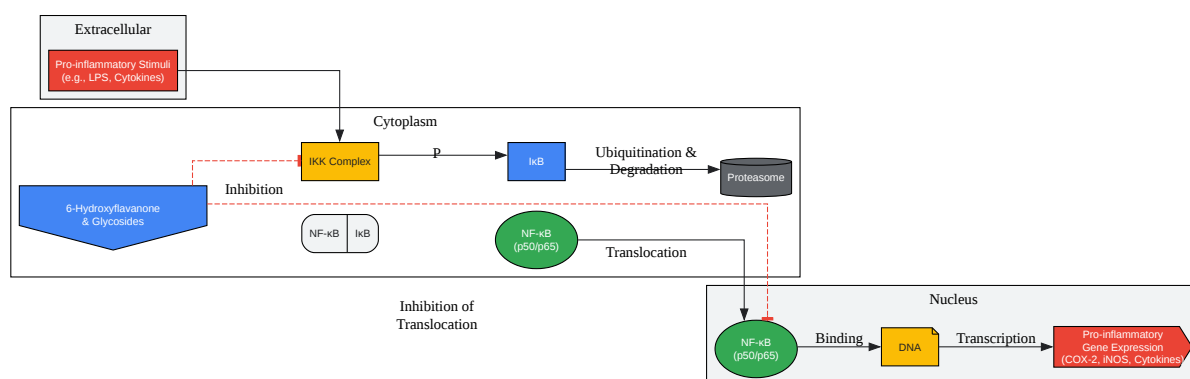 Extracellular
Pro-inflammatory Stimuli
(e.g., LPS, Cytokines)
Cytoplasm
IKK Complex
P
IκB
Ubiquitination &
Degradation
Proteasome
Inhibition
6-Hydroxyflavanone
& Glycosides
NF-κB
IκB
NF-κB
(p50/p65)
Translocation
Inhibition of
Translocation
Nucleus
NF-κB
(p50/p65)
Binding
DNA
Transcription
Pro-inflammatory
Gene Expression
(COX-2, iNOS, Cytokines)